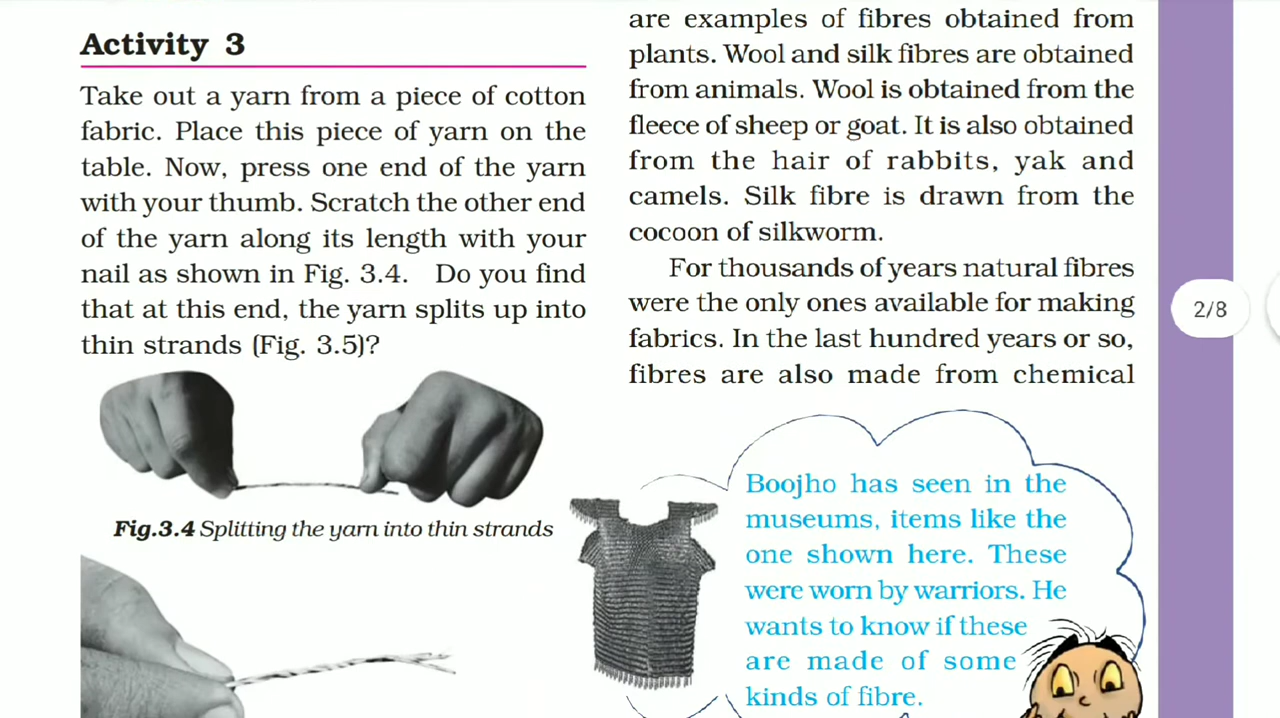 Activity 3
Take out a yarn from a piece of cotton
fabric. Place this piece of yarn on the
table. Now, press one end of the yarn
with your thumb. Scratch the other end
of the yarn along its length with your
nail as shown in Fig. 3.4. Do you find
that at this end, the yarn splits up into
thin strands (Fig. 3.5)?
Fig.3.4 Splitting the yarn into thin strands
are examples of fibres obtained from
plants. Wool and silk fibres are obtained
from animals. Wool is obtained from the
fleece of sheep or goat. It is also obtained
from the hair of rabbits, yak and
camels. Silk fibre is drawn from the
cocoon of silkworm.
For thousands of years natural fibres
were the only ones available for making
fabrics. In the last hundred years or so,
fibres are also made from chemical
Boojho has seen in the
museums, items like the
one shown here. These
were worn by warriors. He
wants to know if these
are made of some
kinds of fibre.
2/8